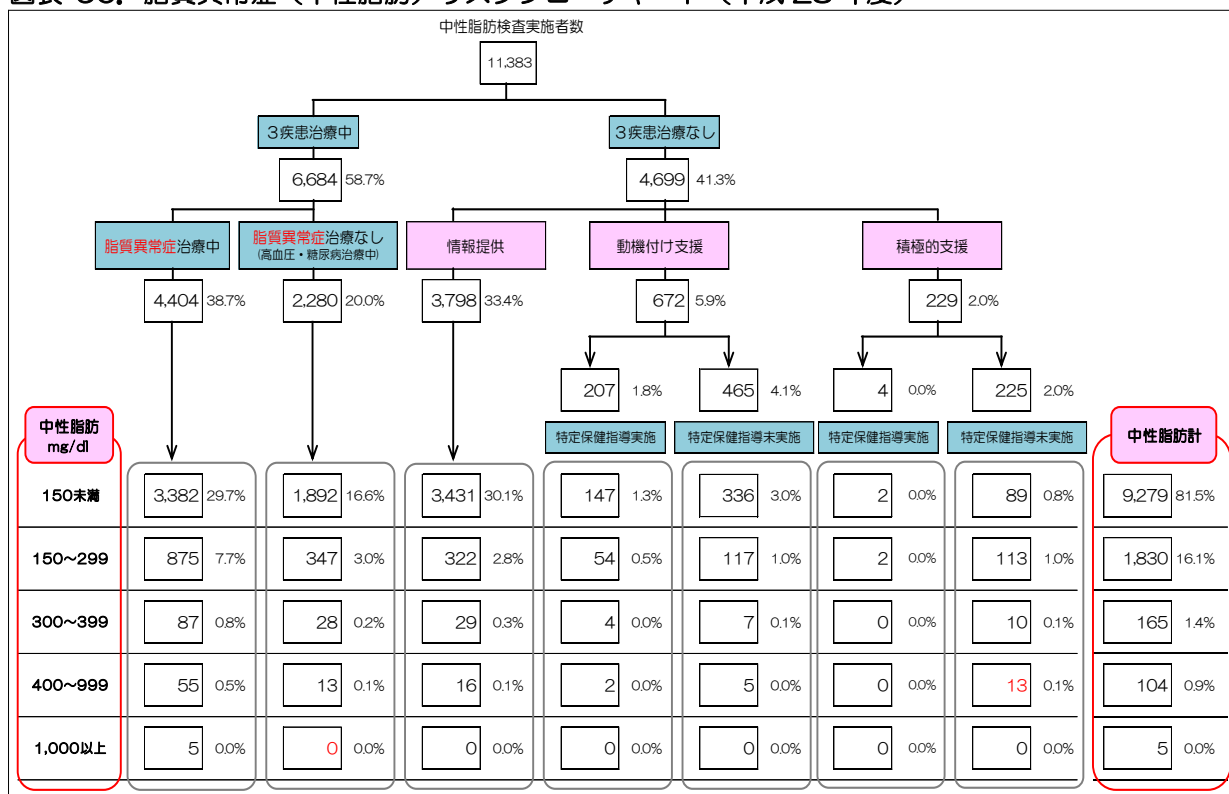 中性脂肪検査実施者数
11,383
3疾患治療中 3疾患治療なし
6,684 58.7% 4,699 41.3%
脂質異常症治療中 脂質異常症治療なし 情報提供 動機付け支援 積極的支援
(高血圧・糖尿病治療中)
4,404 38.7% 2,280 20.0% 3,798 33.4% 672 5.9% 229 2.0%
207 1.8% 465 4.1% 4 0.0% 225 2.0%
中性脂肪 特定保健指導実施 特定保健指導未実施 特定保健指導実施 特定保健指導未実施 中性脂肪計
mg/dl
150未満 3,382 29.7% 1,892 16.6% 3,431 30.1% 147 1.3% 336 3.0% 2 0.0% 89 0.8% 9,279 81.5%
150～299 875 7.7% 347 3.0% 322 2.8% 54 0.5% 117 1.0% 2 0.0% 113 1.0% 1,830 16.1%
300～399 87 0.8% 28 0.2% 29 0.3% 4 0.0% 7 0.1% 0 0.0% 10 0.1% 165 1.4%
400～999 55 0.5% 13 0.1% 16 0.1% 2 0.0% 5 0.0% 0 0.0% 13 0.1% 104 0.9%
1,000以上 5 0.0% 0 0.0% 0 0.0% 0 0.0% 0 0.0% 0 0.0% 0 0.0% 5 0.0%